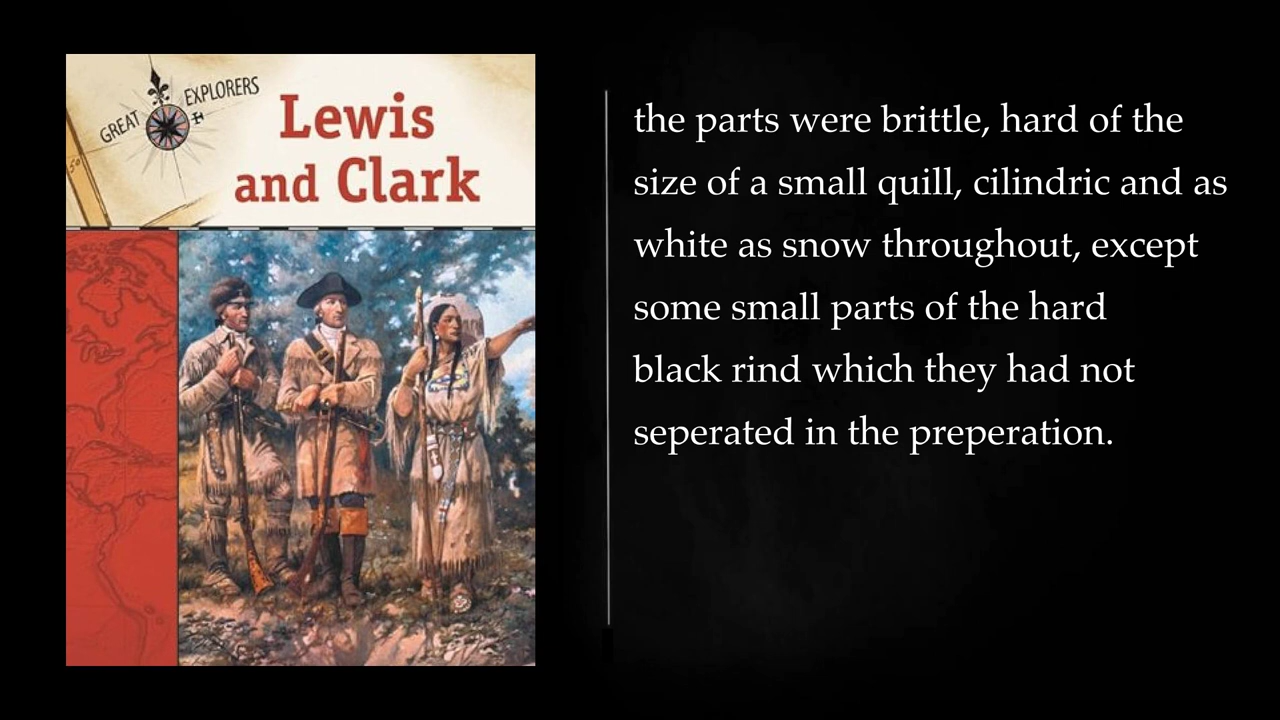 GREAT EXPLORERS
Lewis
and Clark
50
the parts were brittle, hard of the
size of a small quill, cilindric and as
white as snow throughout, except
some small parts of the hard
black rind which they had not
seperated in the preperation.